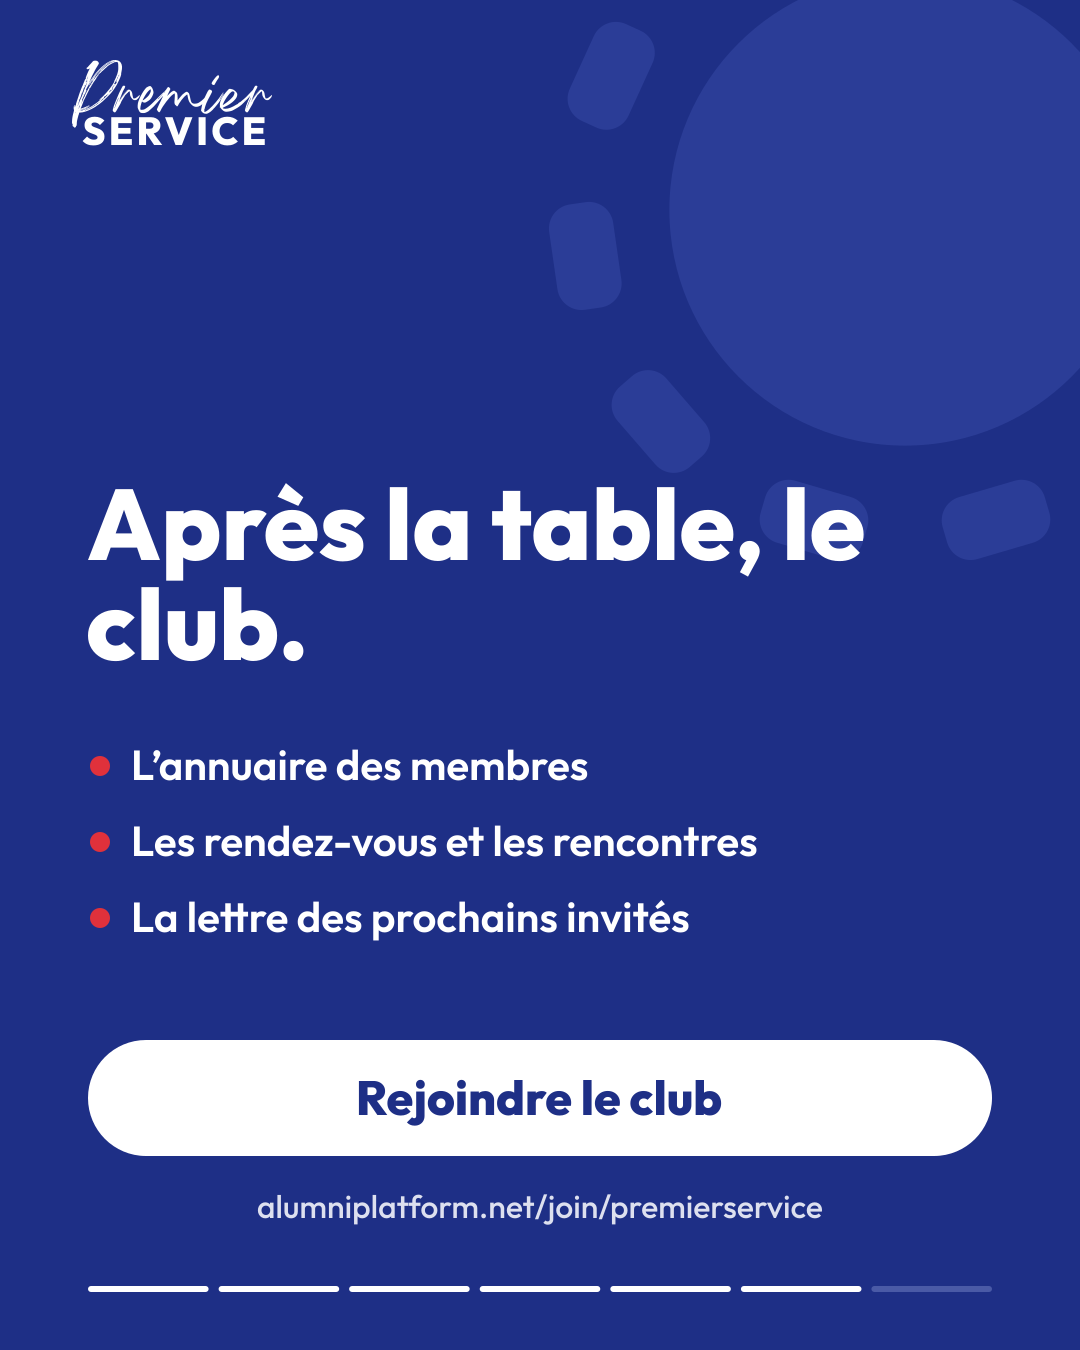 Premier
SERVICE
Après la table, le
club.
L’annuaire des membres
Les rendez-vous et les rencontres
La lettre des prochains invités
Rejoindre le club
alumniplatform.net/join/premierservice